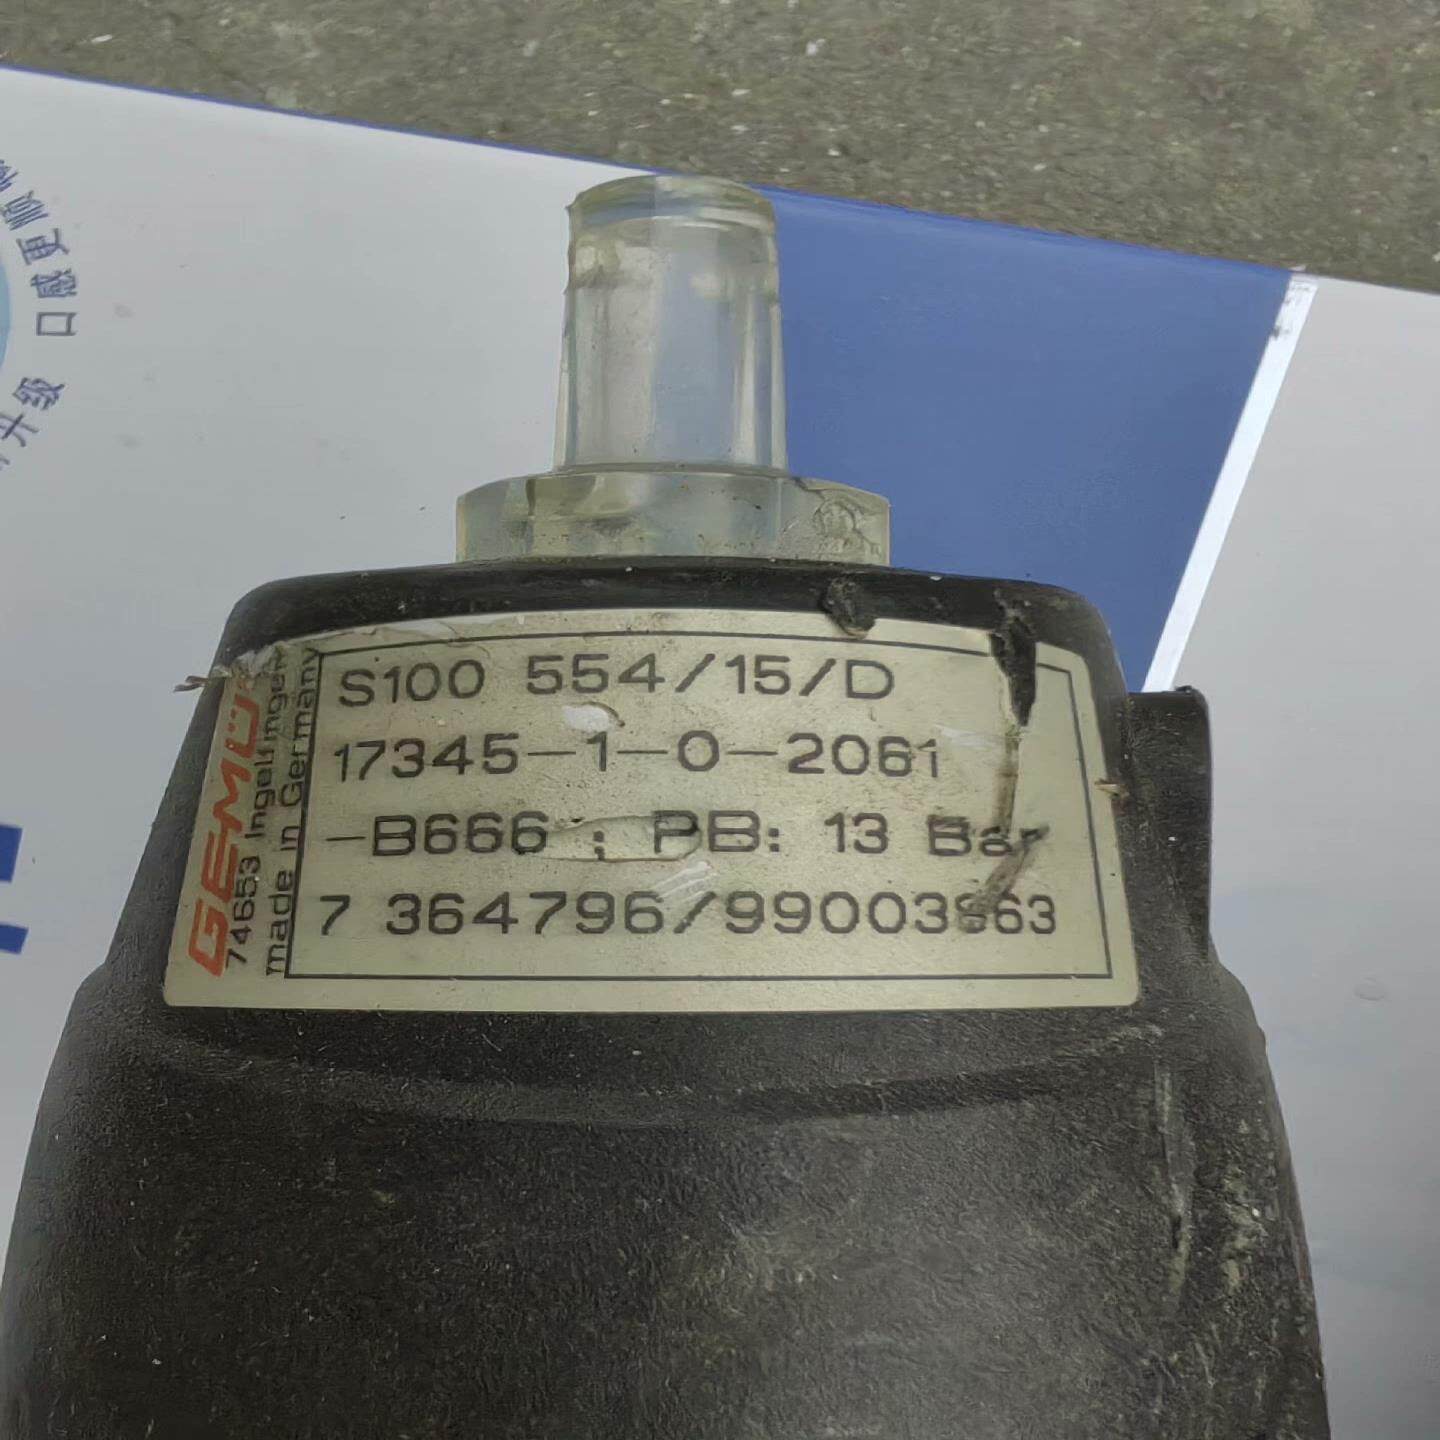 S100 554/15/D
17345-1-0-2061
-B666 ; PB: 13 Bar
7 364796/99003863
GEMÜ
74653 Ingelfingen
made in Germany
口感更顺
升级